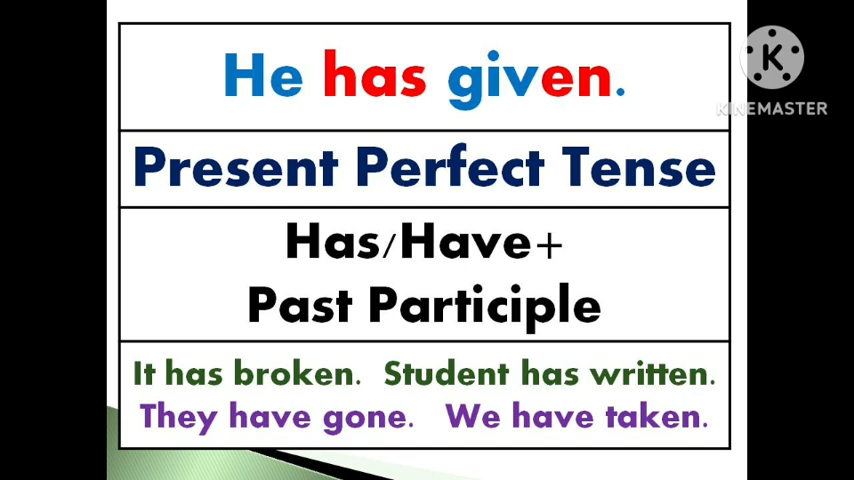 He has given.
KINEMASTER
Present Perfect Tense
Has/Have+
Past Participle
It has broken. Student has written.
They have gone. We have taken.